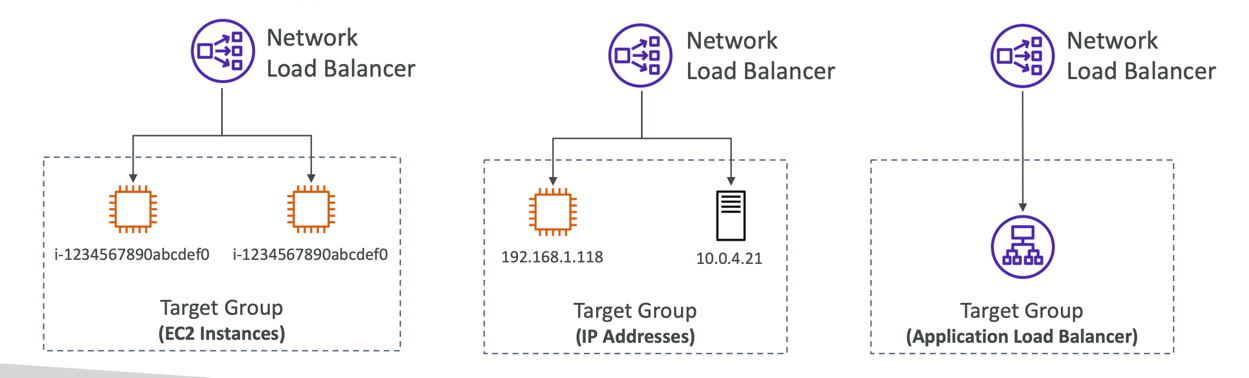 Network
Load Balancer
i-1234567890abcdef0
i-1234567890abcdef0
Target Group
(EC2 Instances)
Network
Load Balancer
192.168.1.118
10.0.4.21
Target Group
(IP Addresses)
Network
Load Balancer
Target Group
(Application Load Balancer)